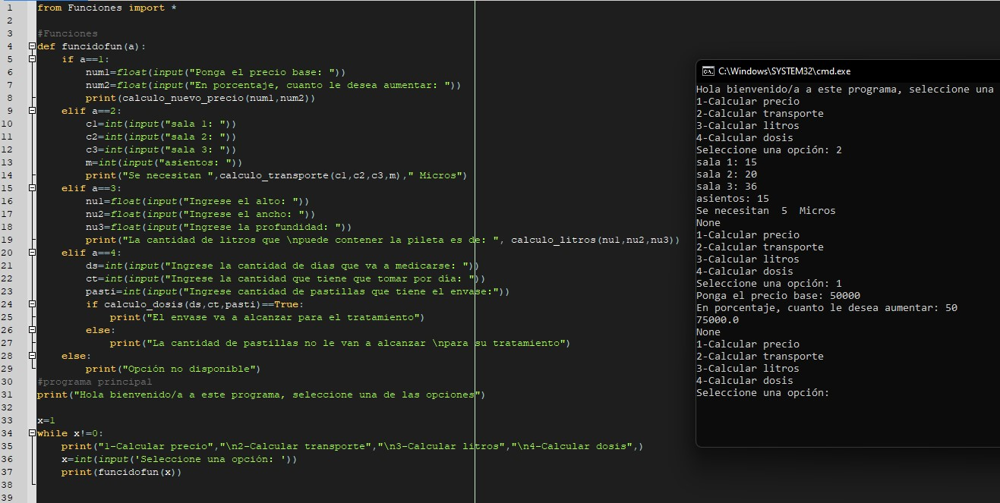 1 from Funciones import *
2
3 #Funciones
4 def funcidofun(a):
5     if a==1:
6         num1=float(input("Ponga el precio base: "))
7         num2=float(input("En porcentaje, cuanto le desea aumentar: "))
8         print(calculo_nuevo_precio(num1,num2))
9     elif a==2:
10         c1=int(input("sala 1: "))
11         c2=int(input("sala 2: "))
12         c3=int(input("sala 3: "))
13         m=int(input("asientos: "))
14         print("Se necesitan ",calculo_transporte(c1,c2,c3,m)," Micros")
15     elif a==3:
16         nu1=float(input("Ingrese el alto: "))
17         nu2=float(input("Ingrese el ancho: "))
18         nu3=float(input("Ingrese la profundidad: "))
19         print("La cantidad de litros que \npuede contener la pileta es de: ", calculo_litros(nu1,nu2,nu3))
20     elif a==4:
21         ds=int(input("Ingrese la cantidad de días que va a medicarse: "))
22         ct=int(input("Ingrese la cantidad que tiene que tomar por día: "))
23         pasti=int(input("Ingrese cantidad de pastillas que tiene el envase:"))
24         if calculo_dosis(ds,ct,pasti)==True:
25             print("El envase va a alcanzar para el tratamiento")
26         else:
27             print("La cantidad de pastillas no le van a alcanzar \npara su tratamiento")
28     else:
29         print("Opción no disponible")
30 #programa principal
31 print("Hola bienvenido/a a este programa, seleccione una de las opciones")
32
33 x=1
34 while x!=0:
35     print("1-Calcular precio","\n2-Calcular transporte","\n3-Calcular litros","\n4-Calcular dosis",)
36     x=int(input('Seleccione una opción: '))
37     print(funcidofun(x))
38
39
C:\Windows\SYSTEM32\cmd.exe
Hola bienvenido/a a este programa, seleccione una
1-Calcular precio
2-Calcular transporte
3-Calcular litros
4-Calcular dosis
Seleccione una opción: 2
sala 1: 15
sala 2: 20
sala 3: 36
asientos: 15
Se necesitan  5  Micros
None
1-Calcular precio
2-Calcular transporte
3-Calcular litros
4-Calcular dosis
Seleccione una opción: 1
Ponga el precio base: 50000
En porcentaje, cuanto le desea aumentar: 50
75000.0
None
1-Calcular precio
2-Calcular transporte
3-Calcular litros
4-Calcular dosis
Seleccione una opción: